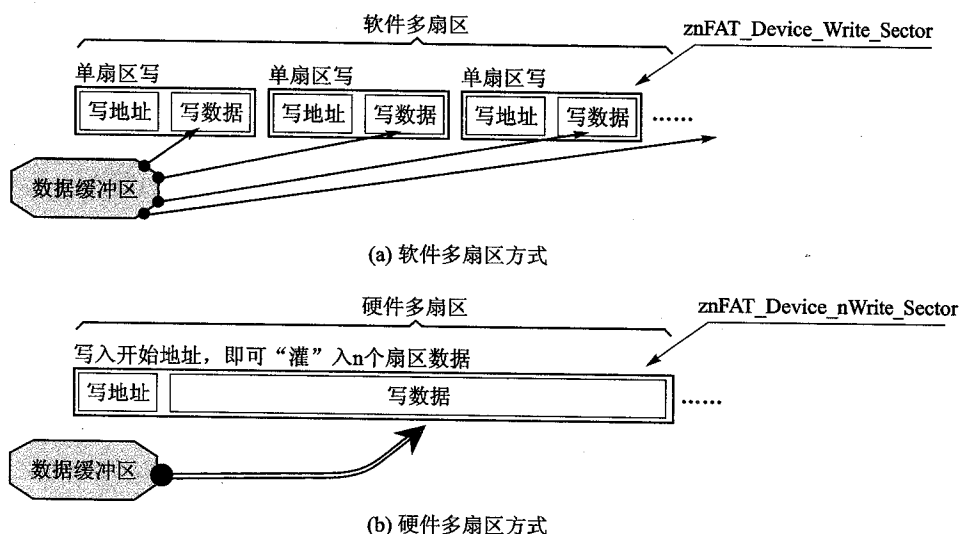 软件多扇区
znFAT_Device_Write_Sector
单扇区写 单扇区写 单扇区写
写地址 写数据 写地址 写数据 写地址 写数据 ……
数据缓冲区
(a) 软件多扇区方式
硬件多扇区
znFAT_Device_nWrite_Sector
写入开始地址，即可“灌”入n个扇区数据
写地址 写数据 ……
数据缓冲区
(b) 硬件多扇区方式